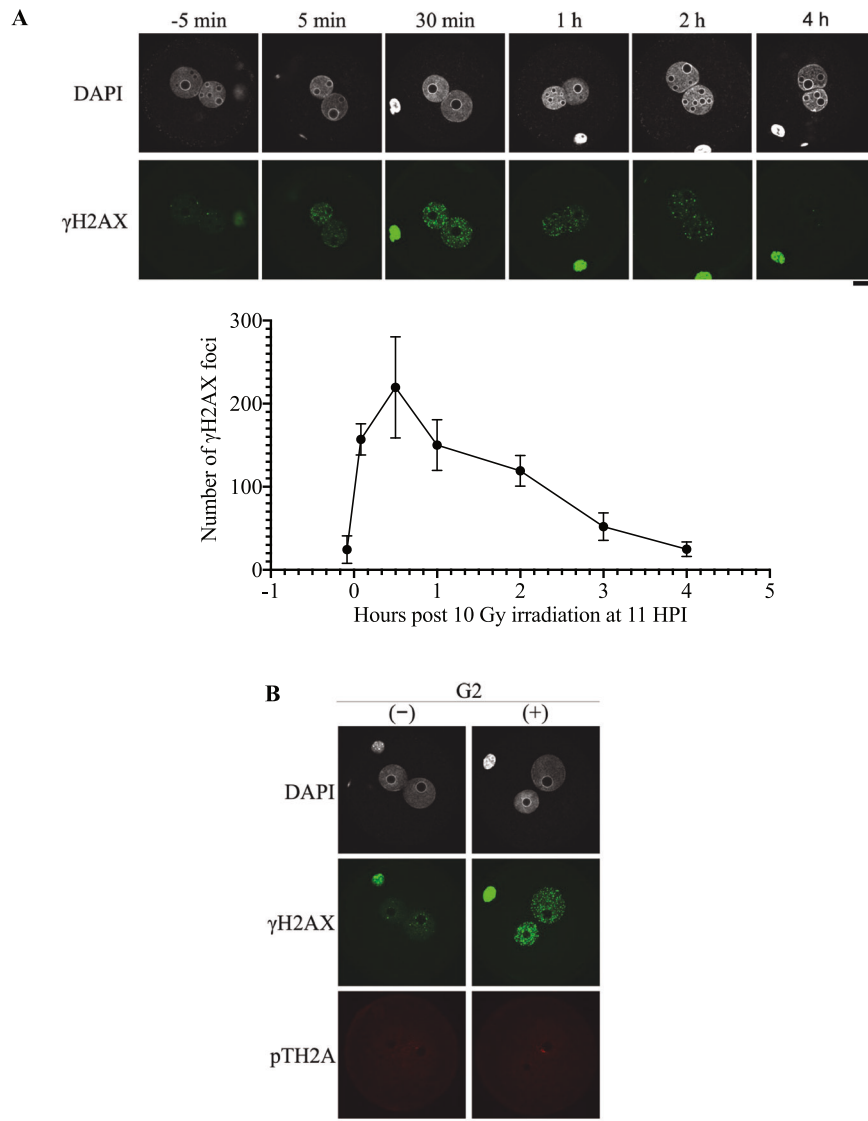 A
-5 min 5 min 30 min 1 h 2 h 4 h
DAPI
γH2AX
300
200
100
0
Number of γH2AX foci
-1 0 1 2 3 4 5
Hours post 10 Gy irradiation at 11 HPI
B
G2
(−) (+)
DAPI
γH2AX
pTH2A